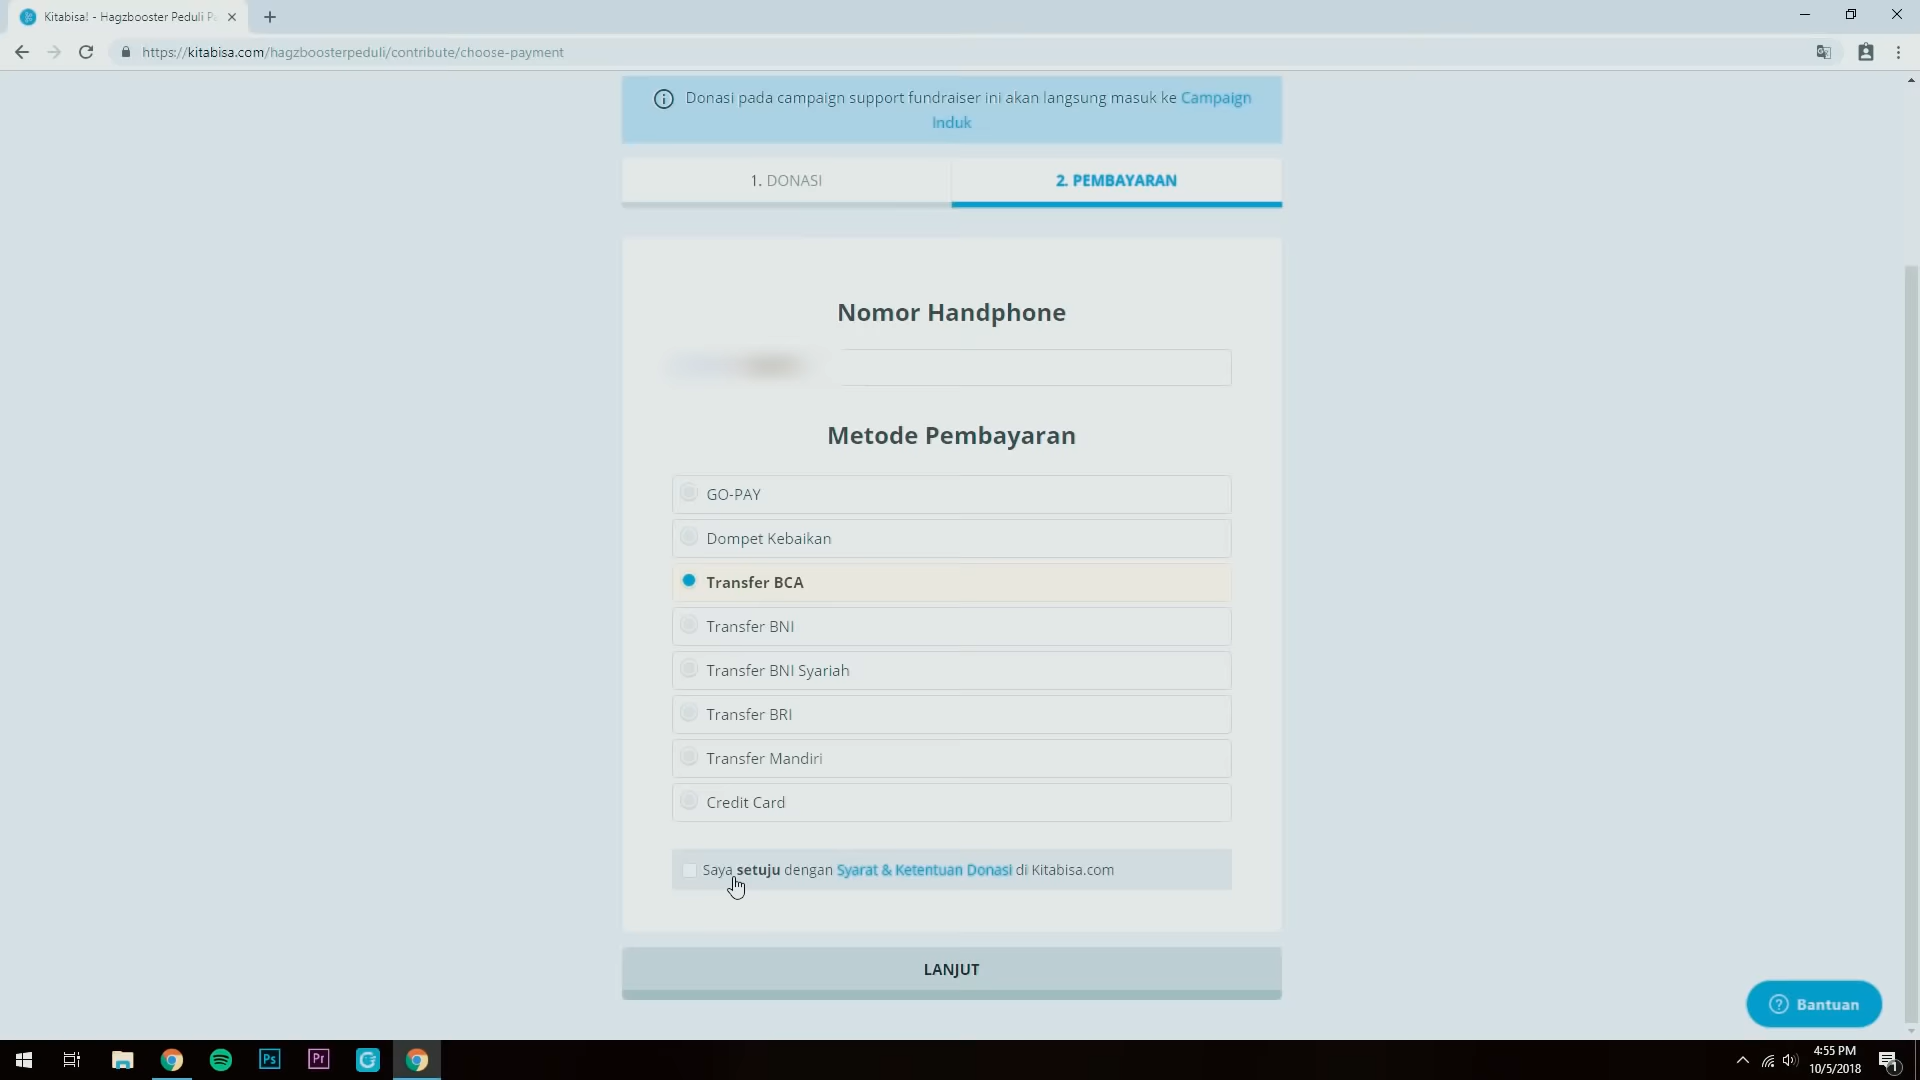 Kitabisa! - Hagzbooster Peduli P
https://kitabisa.com/hagzboosterpeduli/contribute/choose-payment
Donasi pada campaign support fundraiser ini akan langsung masuk ke Campaign
Induk
1. DONASI
2. PEMBAYARAN
Nomor Handphone
Metode Pembayaran
GO-PAY
Dompet Kebaikan
Transfer BCA
Transfer BNI
Transfer BNI Syariah
Transfer BRI
Transfer Mandiri
Credit Card
Saya setuju dengan Syarat & Ketentuan Donasi di Kitabisa.com
LANJUT
? Bantuan
Ps
Pr
4:55 PM
10/5/2018
1